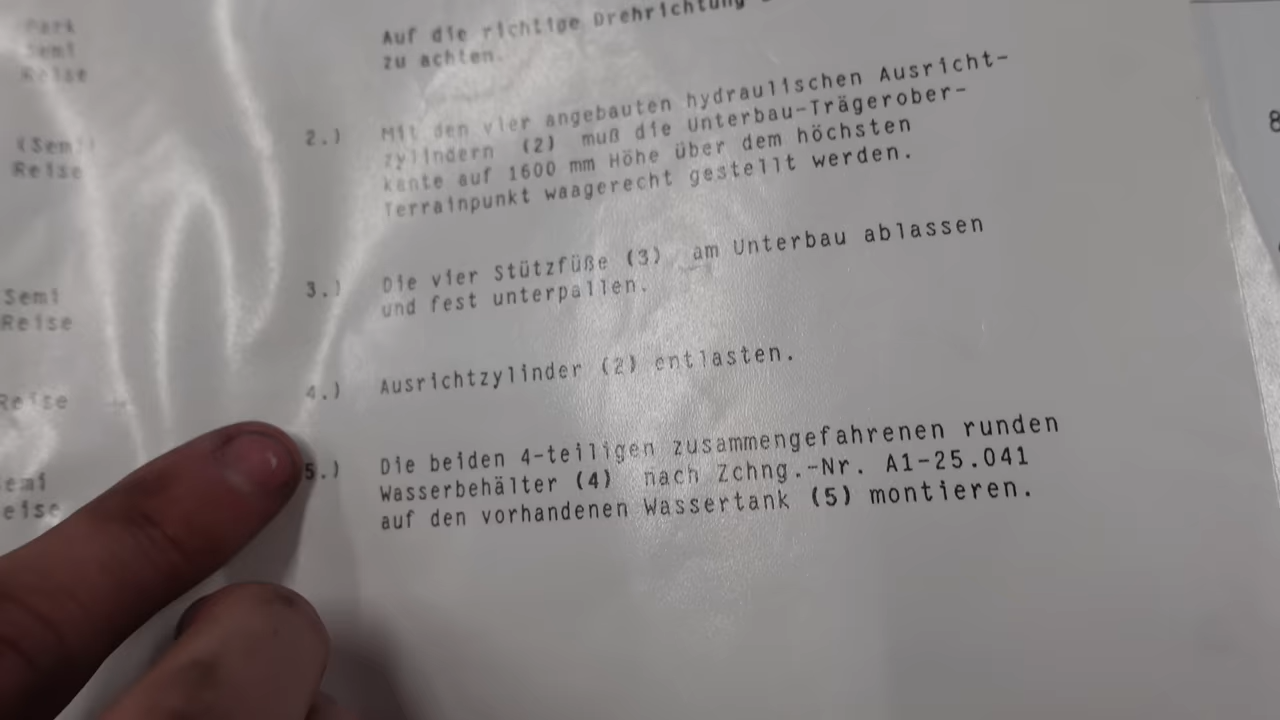 Park
Semi
Reise
(Semi)
Reise
Semi
Reise
Reise
Semi
Reise
Auf die richtige Drehrichtung
zu achten.
2.) Mit den vier angebauten hydraulischen Ausricht-
zylindern (2) muß die Unterbau-Trägerober-
kante auf 1600 mm Höhe über dem höchsten
Terrainpunkt waagerecht gestellt werden.
3.) Die vier Stützfüße (3) am Unterbau ablassen
und fest unterpallen.
4.) Ausrichtzylinder (2) entlasten.
5.) Die beiden 4-teiligen zusammengefahrenen runden
Wasserbehälter (4) nach Zchng.-Nr. A1-25.041
auf den vorhandenen Wassertank (5) montieren.
8